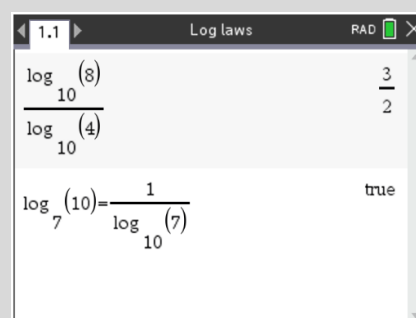 1.1 Log laws RAD
log₁₀(8)/log₁₀(4) 3/2
log₇(10)=1/log₁₀(7) true